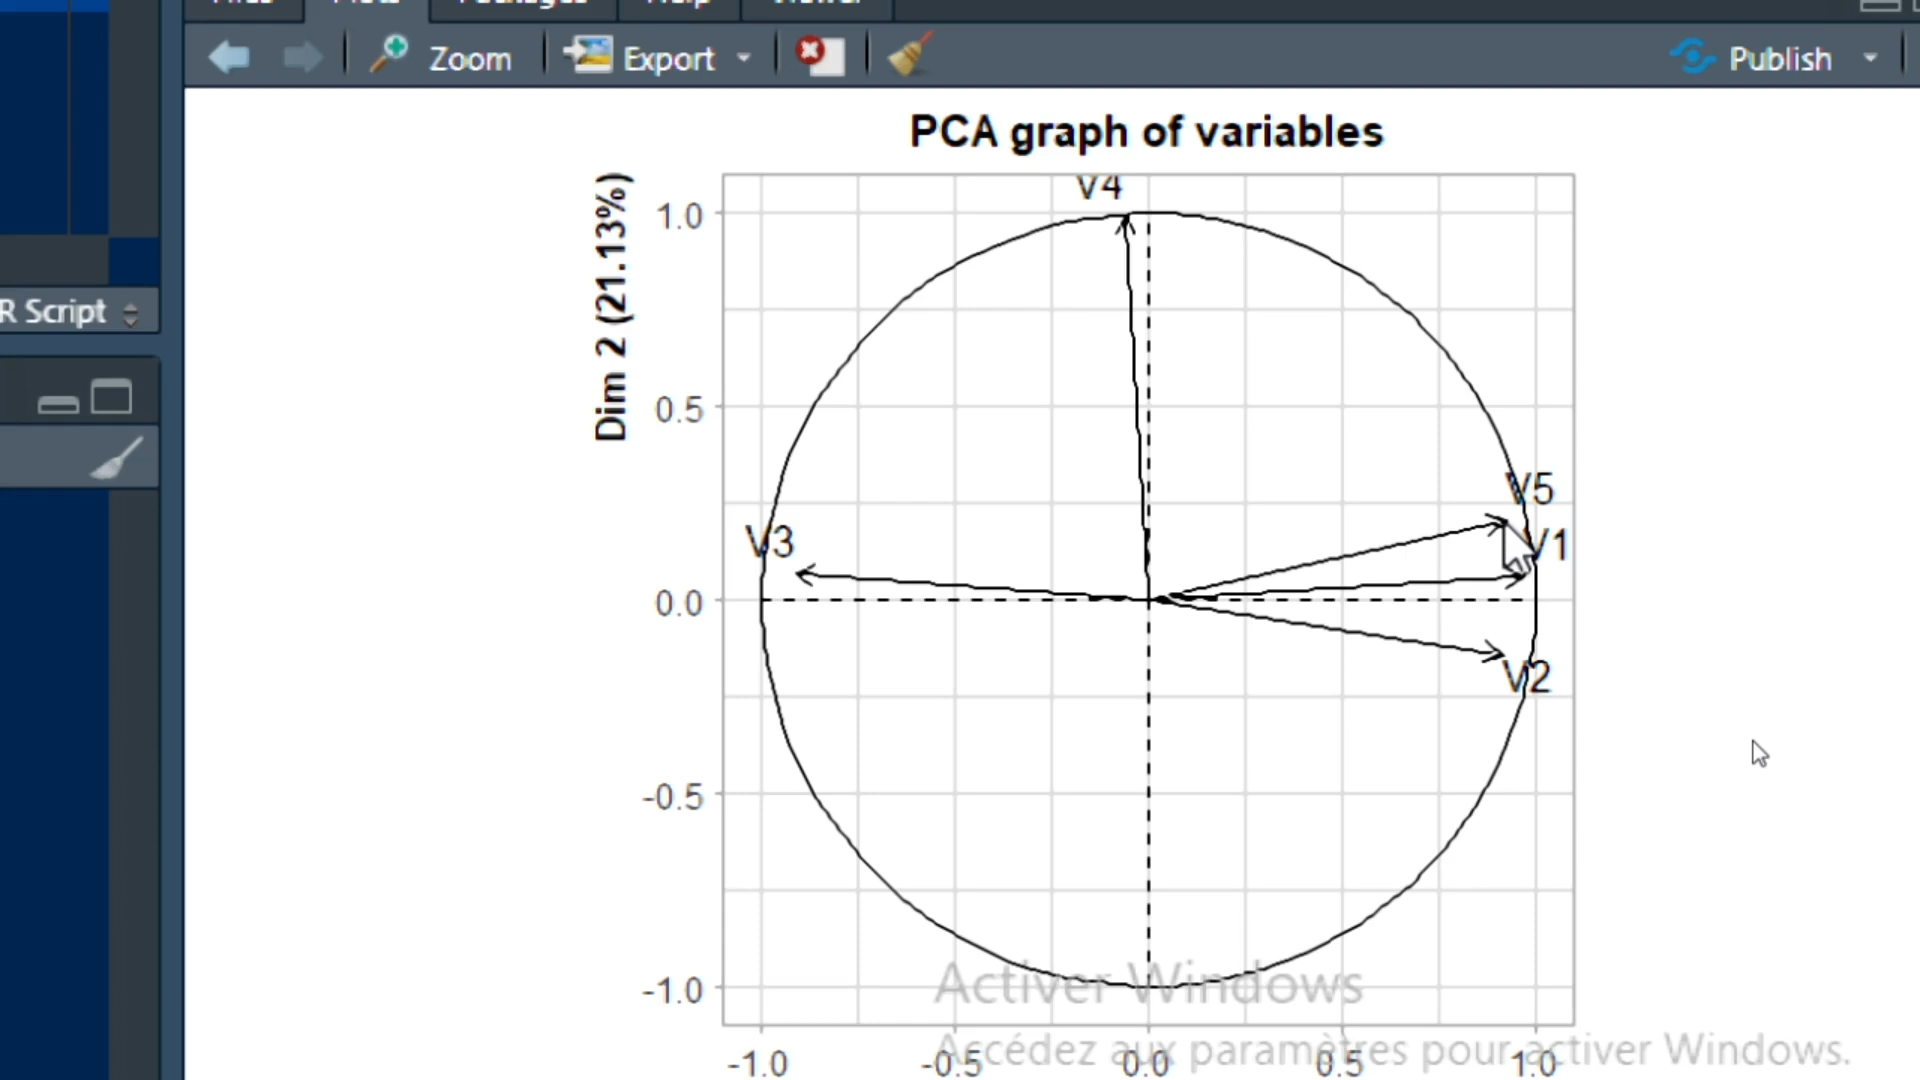 Zoom Export Publish
PCA graph of variables
Dim 2 (21.13%)
R Script
V4
1.0
0.5
V5
V3
V1
0.0
V2
-0.5
-1.0
Activer Windows
-1.0 -0.5 0.0 0.5 1.0
Accédez aux paramètres pour activer Windows.